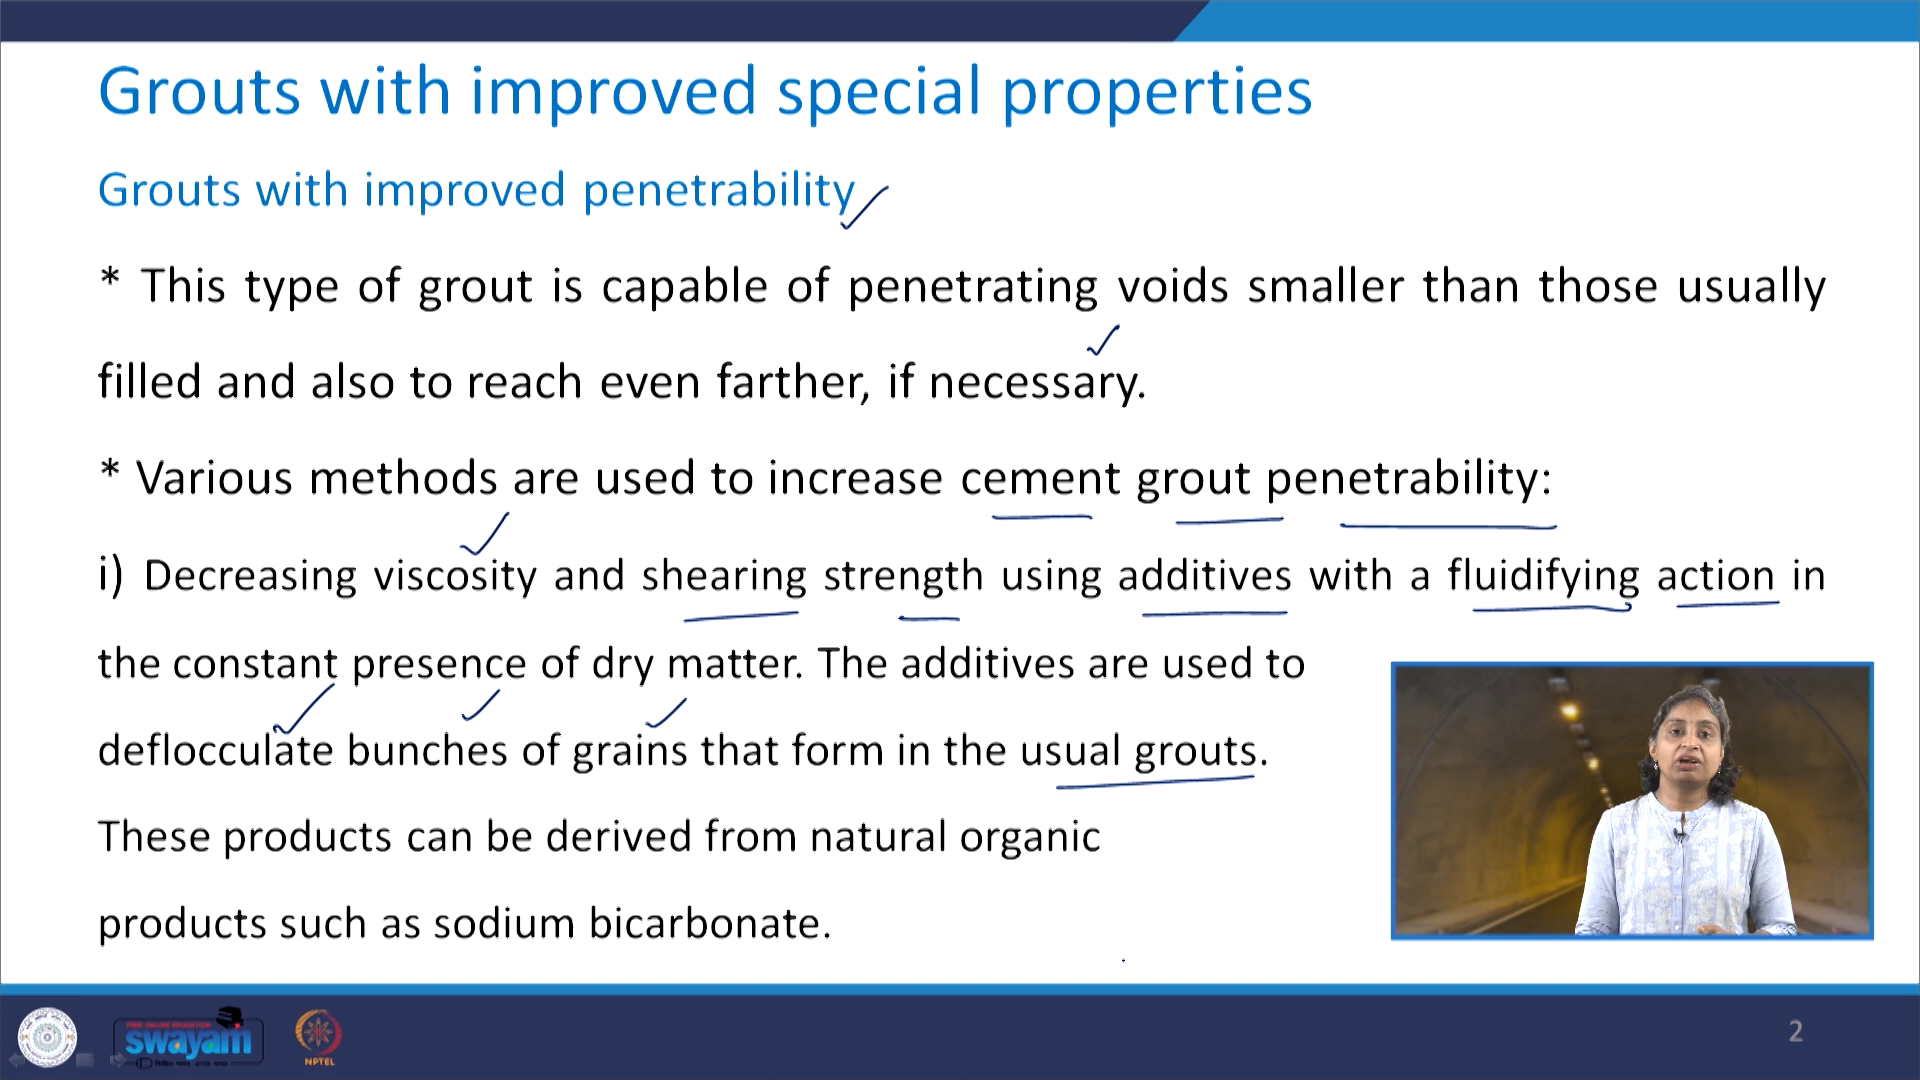 Grouts with improved special properties
Grouts with improved penetrability
* This type of grout is capable of penetrating voids smaller than those usually
filled and also to reach even farther, if necessary.
* Various methods are used to increase cement grout penetrability:
i) Decreasing viscosity and shearing strength using additives with a fluidifying action in
the constant presence of dry matter. The additives are used to
deflocculate bunches of grains that form in the usual grouts.
These products can be derived from natural organic
products such as sodium bicarbonate.
FREE ONLINE EDUCATION
swayam
NPTEL
2